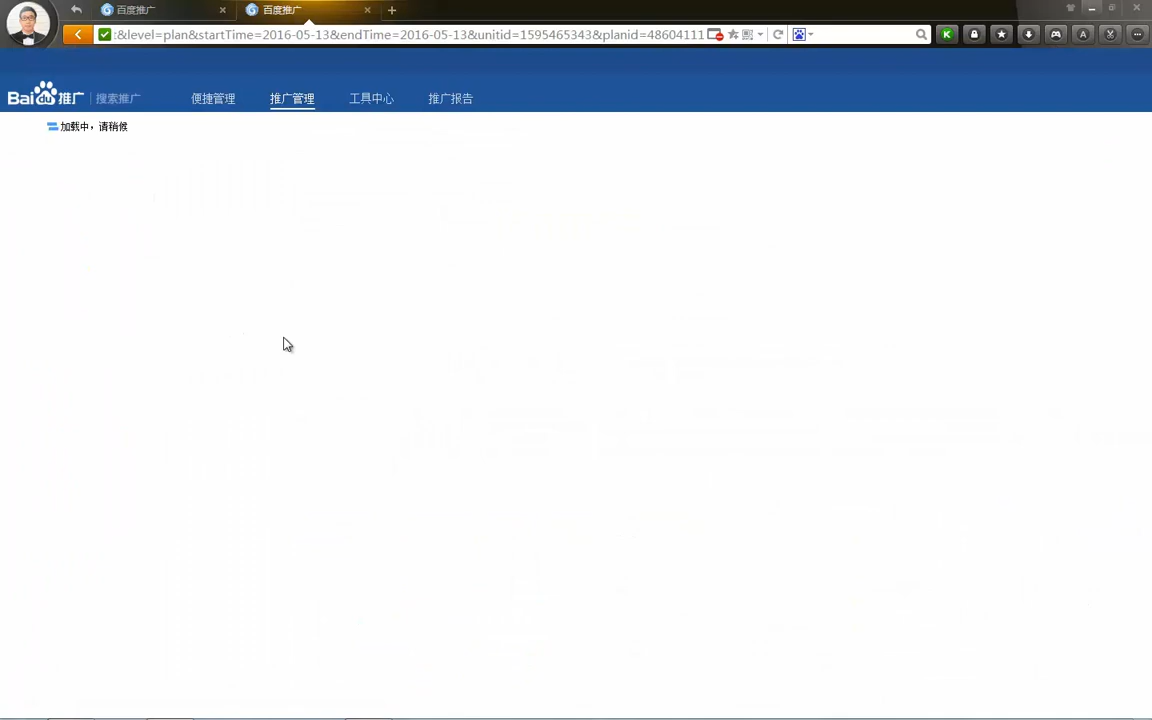 百度推广
百度推广
:&level=plan&startTime=2016-05-13&endTime=2016-05-13&unitid=1595465343&planid=48604111
Baidu推广 搜索推广 便捷管理 推广管理 工具中心 推广报告
加载中，请稍候